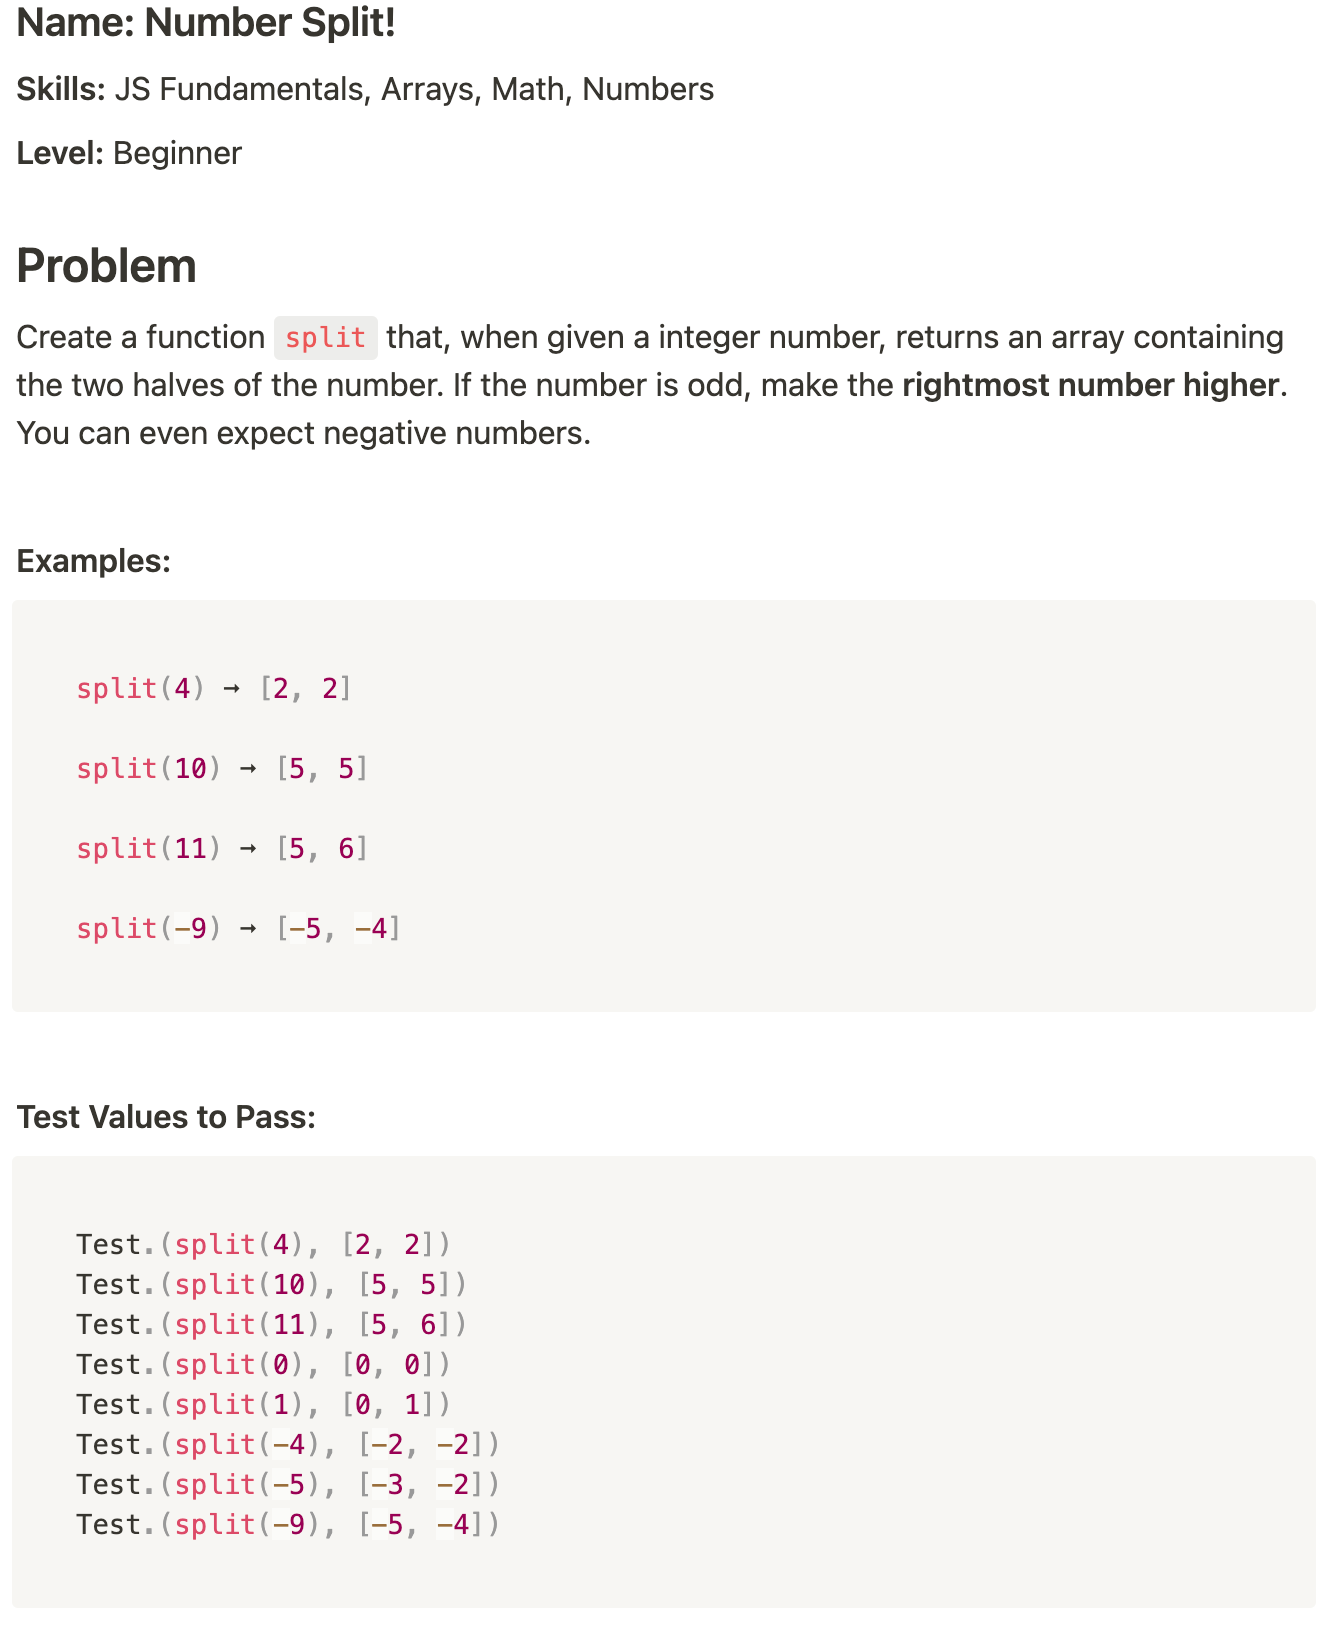 Name: Number Split!
Skills: JS Fundamentals, Arrays, Math, Numbers
Level: Beginner
Problem
Create a function split that, when given a integer number, returns an array containing
the two halves of the number. If the number is odd, make the rightmost number higher.
You can even expect negative numbers.
Examples:
split(4) → [2, 2]
split(10) → [5, 5]
split(11) → [5, 6]
split(-9) → [-5, -4]
Test Values to Pass:
Test.(split(4), [2, 2])
Test.(split(10), [5, 5])
Test.(split(11), [5, 6])
Test.(split(0), [0, 0])
Test.(split(1), [0, 1])
Test.(split(-4), [-2, -2])
Test.(split(-5), [-3, -2])
Test.(split(-9), [-5, -4])